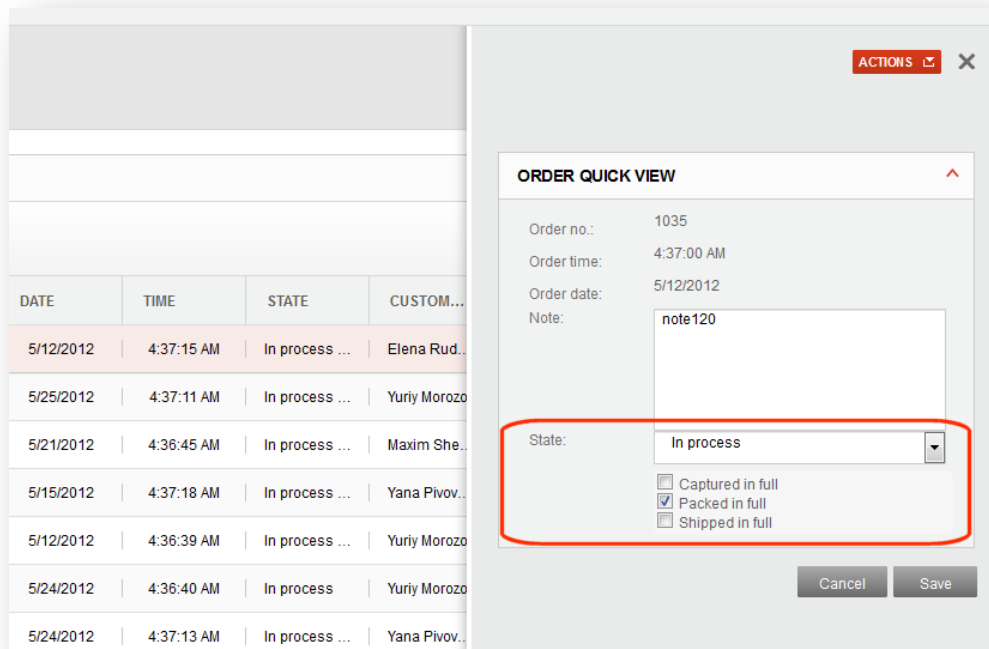 ACTIONS
ORDER QUICK VIEW
Order no.: 1035
Order time: 4:37:00 AM
Order date: 5/12/2012
Note: note120
State: In process
Captured in full
Packed in full
Shipped in full
Cancel Save
DATE TIME STATE CUSTOM...
5/12/2012 4:37:15 AM In process ... Elena Rud..
5/25/2012 4:37:11 AM In process ... Yuriy Morozo
5/21/2012 4:36:45 AM In process ... Maxim She..
5/15/2012 4:37:18 AM In process ... Yana Pivov..
5/12/2012 4:36:39 AM In process ... Yuriy Morozo
5/24/2012 4:36:40 AM In process Yuriy Morozo
5/24/2012 4:37:13 AM In process ... Yana Pivov..